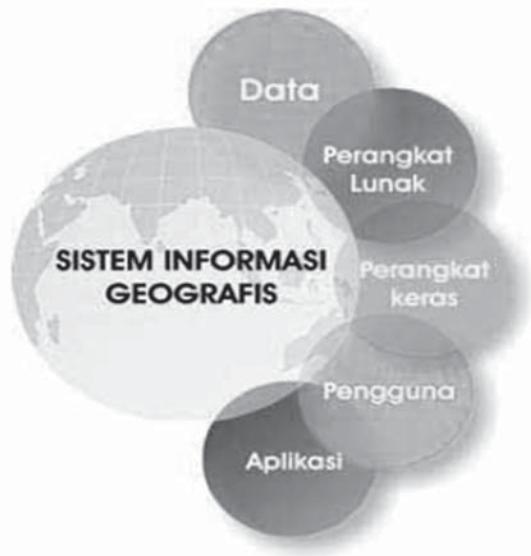 Data
Perangkat
Lunak
SISTEM INFORMASI
GEOGRAFIS
Perangkat
keras
Pengguna
Aplikasi